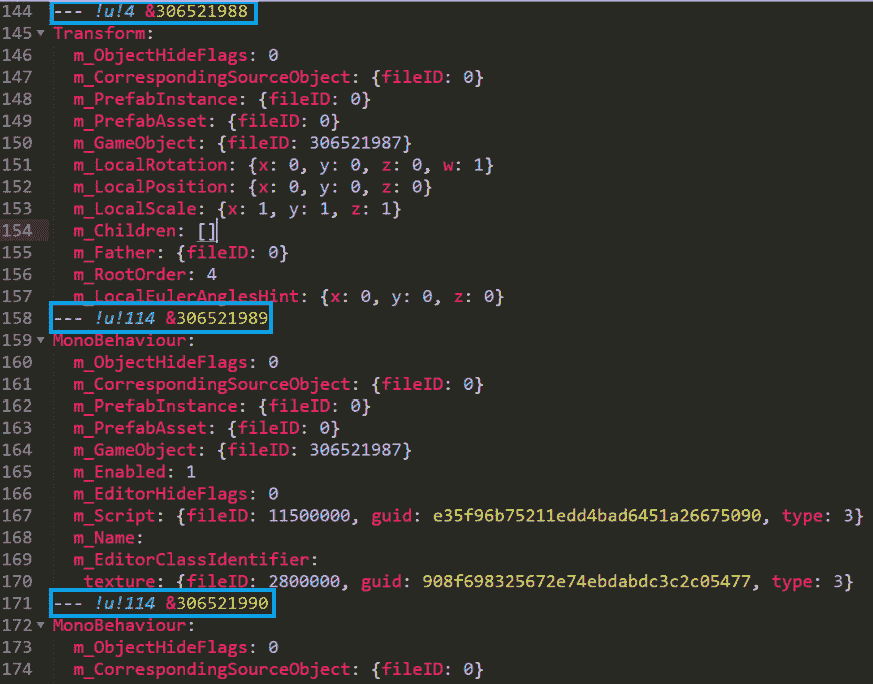 144 --- !u!4 &306521988
145 Transform:
146 m_ObjectHideFlags: 0
147 m_CorrespondingSourceObject: {fileID: 0}
148 m_PrefabInstance: {fileID: 0}
149 m_PrefabAsset: {fileID: 0}
150 m_GameObject: {fileID: 306521987}
151 m_LocalRotation: {x: 0, y: 0, z: 0, w: 1}
152 m_LocalPosition: {x: 0, y: 0, z: 0}
153 m_LocalScale: {x: 1, y: 1, z: 1}
154 m_Children: []
155 m_Father: {fileID: 0}
156 m_RootOrder: 4
157 m_LocalEulerAnglesHint: {x: 0, y: 0, z: 0}
158 --- !u!114 &306521989
159 MonoBehaviour:
160 m_ObjectHideFlags: 0
161 m_CorrespondingSourceObject: {fileID: 0}
162 m_PrefabInstance: {fileID: 0}
163 m_PrefabAsset: {fileID: 0}
164 m_GameObject: {fileID: 306521987}
165 m_Enabled: 1
166 m_EditorHideFlags: 0
167 m_Script: {fileID: 11500000, guid: e35f96b75211edd4bad6451a26675090, type: 3}
168 m_Name:
169 m_EditorClassIdentifier:
170 texture: {fileID: 2800000, guid: 908f698325672e74ebdabdc3c2c05477, type: 3}
171 --- !u!114 &306521990
172 MonoBehaviour:
173 m_ObjectHideFlags: 0
174 m_CorrespondingSourceObject: {fileID: 0}